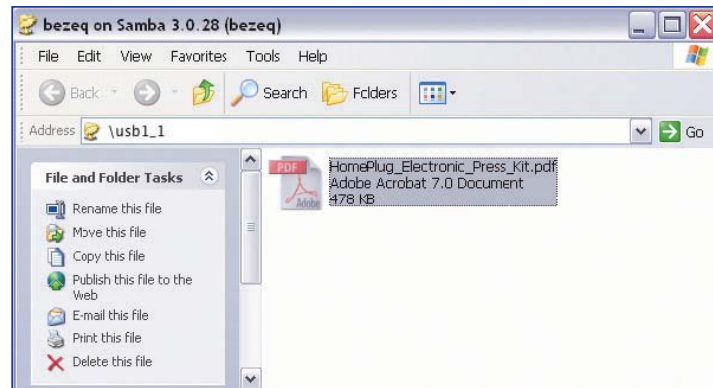 bezeq on Samba 3.0.28 (bezeq)
File Edit View Favorites Tools Help
Back Search Folders
Address \usb1_1 Go
File and Folder Tasks
Rename this file
Move this file
Copy this file
Publish this file to the
Web
E-mail this file
Print this file
Delete this file
PDF
Adobe
HomePlug_Electronic_Press_Kit.pdf
Adobe Acrobat 7.0 Document
478 KB